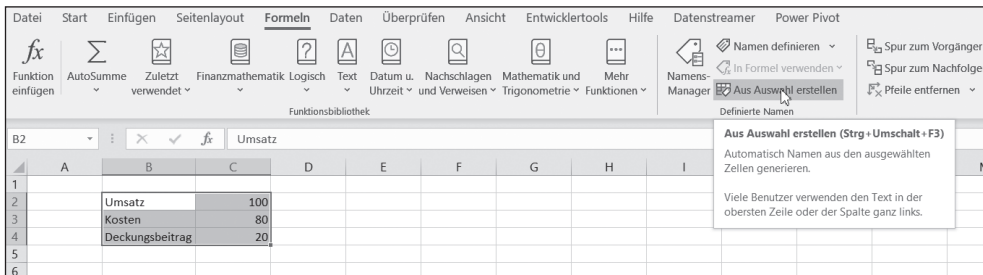 Datei Start Einfügen Seitenlayout Formeln Daten Überprüfen Ansicht Entwicklertools Hilfe Datenstreamer Power Pivot
Funktion einfügen
AutoSumme
Zuletzt verwendet
Finanzmathematik
Logisch
Text
Datum u. Uhrzeit
Nachschlagen und Verweisen
Mathematik und Trigonometrie
Mehr Funktionen
Funktionsbibliothek
Namens-Manager
Namen definieren
In Formel verwenden
Aus Auswahl erstellen
Definierte Namen
Spur zum Vorgänger
Spur zum Nachfolge
Pfeile entfernen
B2 fx Umsatz
Aus Auswahl erstellen (Strg+Umschalt+F3)
Automatisch Namen aus den ausgewählten
Zellen generieren.
Viele Benutzer verwenden den Text in der
obersten Zeile oder der Spalte ganz links.
A B C D E F G H I
1
2 Umsatz 100
3 Kosten 80
4 Deckungsbeitrag 20
5
6